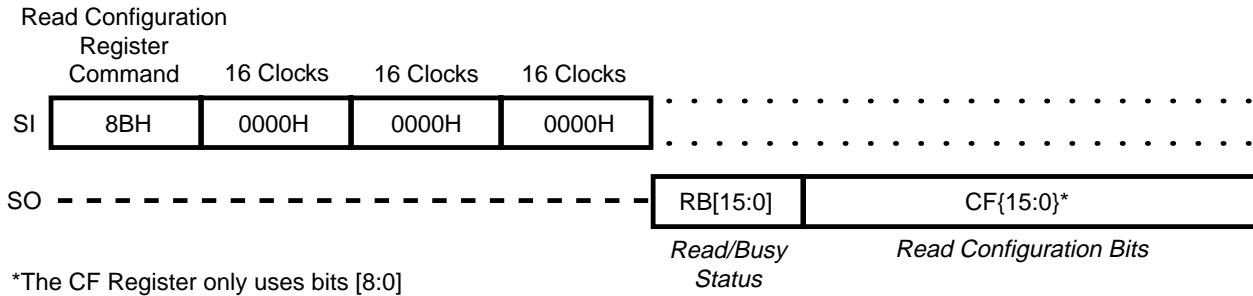 Read Configuration
Register
Command
16 Clocks
16 Clocks
16 Clocks
SI
8BH
0000H
0000H
0000H
SO
RB[15:0]
CF{15:0}*
Read/Busy
Status
Read Configuration Bits
*The CF Register only uses bits [8:0]